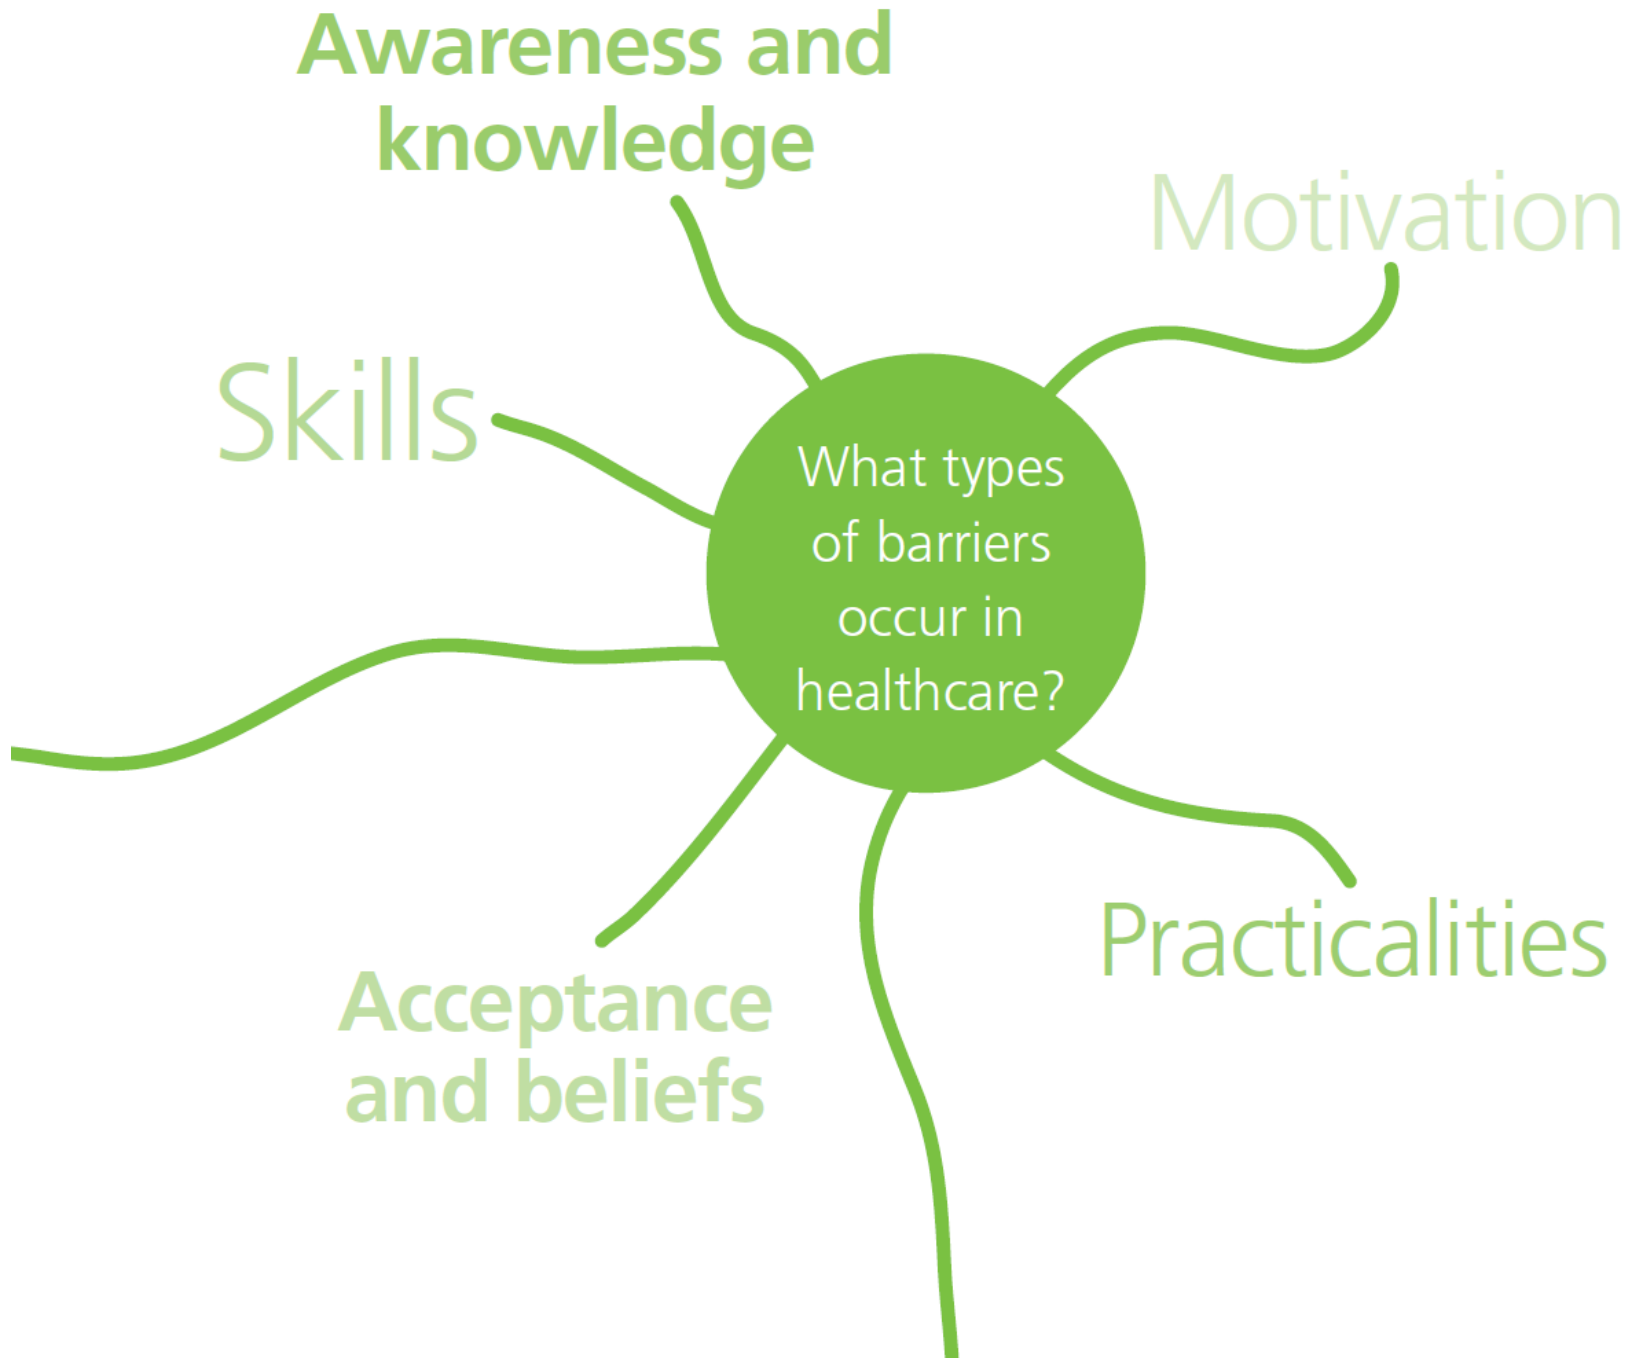 Awareness and
knowledge
Motivation
Skills
What types
of barriers
occur in
healthcare?
Practicalities
Acceptance
and beliefs